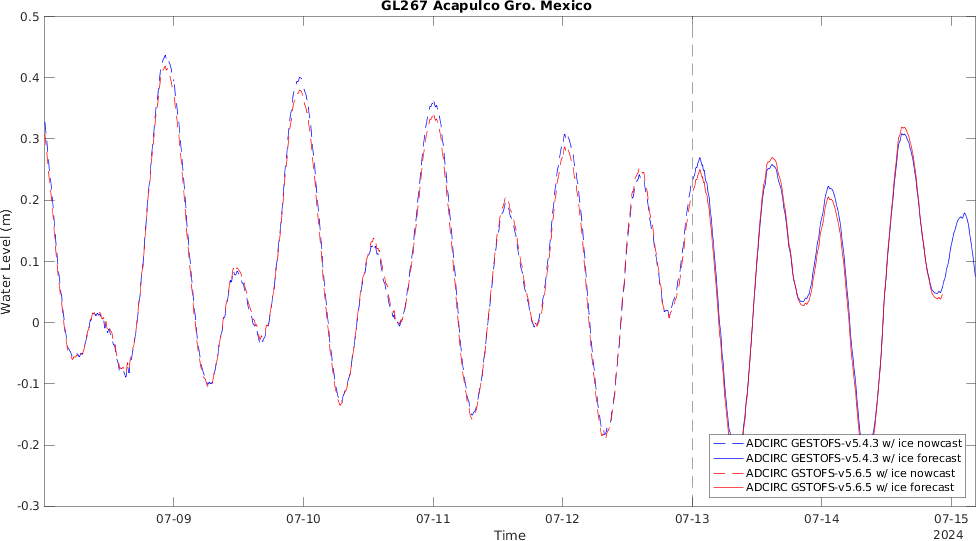 GL267 Acapulco Gro. Mexico
0.5
0.4
0.3
0.2
0.1
0
-0.1
-0.2
-0.3
Water Level (m)
ADCIRC GESTOFS-v5.4.3 w/ ice nowcast
ADCIRC GESTOFS-v5.4.3 w/ ice forecast
ADCIRC GSTOFS-v5.6.5 w/ ice nowcast
ADCIRC GSTOFS-v5.6.5 w/ ice forecast
07-09 07-10 07-11 07-12 07-13 07-14 07-15
Time 2024